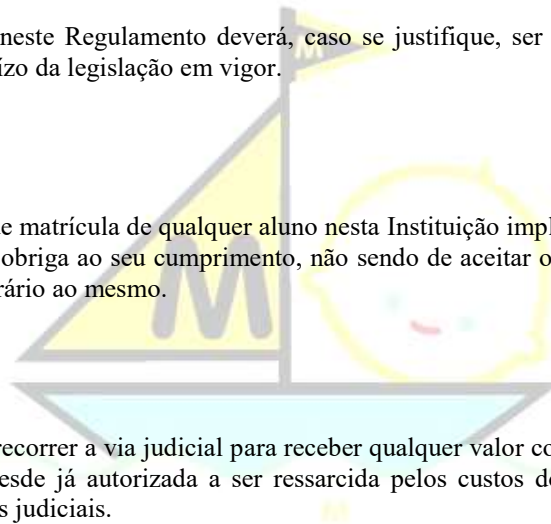 neste Regulamento deverá, caso se justifique, ser
ízo da legislação em vigor.
M
e matrícula de qualquer aluno nesta Instituição impl
obriga ao seu cumprimento, não sendo de aceitar o
rário ao mesmo.
M
recorrer a via judicial para receber qualquer valor co
esde já autorizada a ser ressarcida pelos custos de
s judiciais.